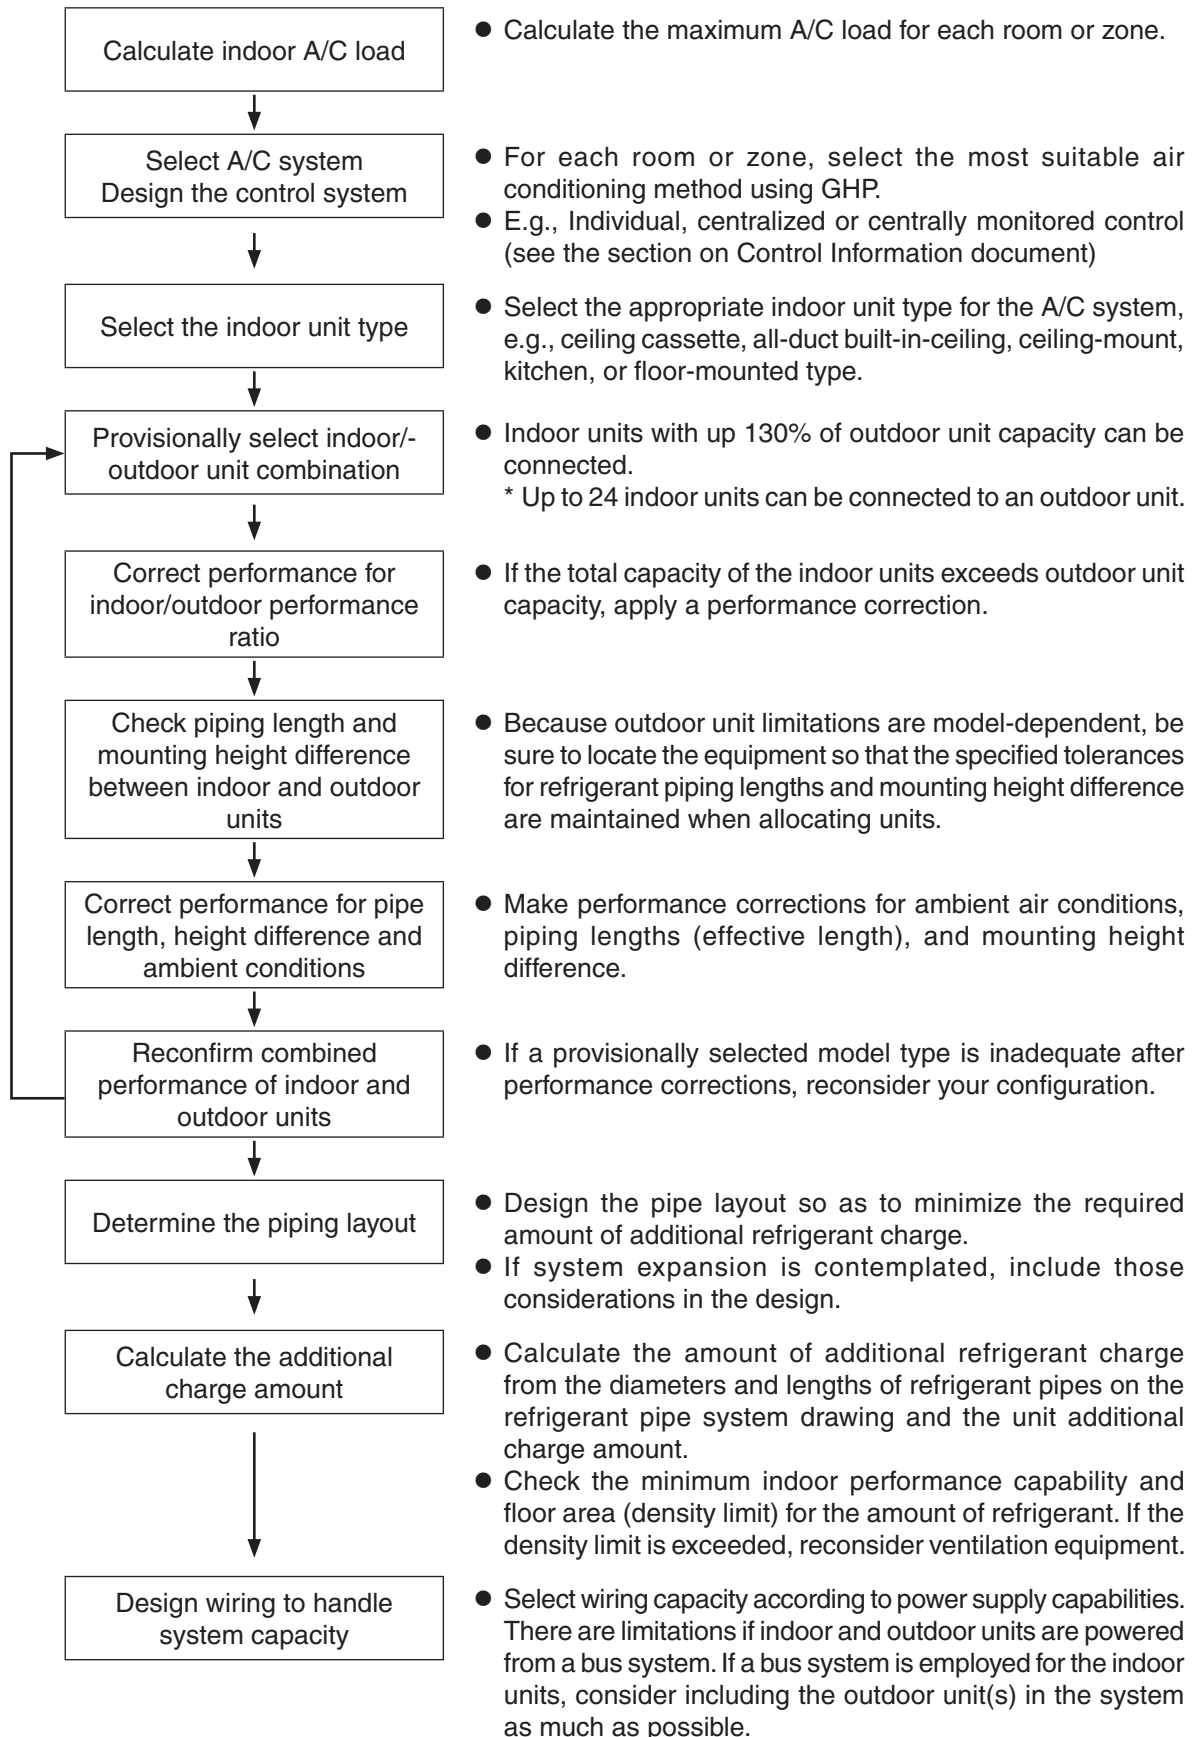 Calculate indoor A/C load
● Calculate the maximum A/C load for each room or zone.
Select A/C system
Design the control system
● For each room or zone, select the most suitable air
conditioning method using GHP.
● E.g., Individual, centralized or centrally monitored control
(see the section on Control Information document)
Select the indoor unit type
● Select the appropriate indoor unit type for the A/C system,
e.g., ceiling cassette, all-duct built-in-ceiling, ceiling-mount,
kitchen, or floor-mounted type.
Provisionally select indoor/-
outdoor unit combination
● Indoor units with up 130% of outdoor unit capacity can be
connected.
* Up to 24 indoor units can be connected to an outdoor unit.
Correct performance for
indoor/outdoor performance
ratio
● If the total capacity of the indoor units exceeds outdoor unit
capacity, apply a performance correction.
Check piping length and
mounting height difference
between indoor and outdoor
units
● Because outdoor unit limitations are model-dependent, be
sure to locate the equipment so that the specified tolerances
for refrigerant piping lengths and mounting height difference
are maintained when allocating units.
Correct performance for pipe
length, height difference and
ambient conditions
● Make performance corrections for ambient air conditions,
piping lengths (effective length), and mounting height
difference.
Reconfirm combined
performance of indoor and
outdoor units
● If a provisionally selected model type is inadequate after
performance corrections, reconsider your configuration.
Determine the piping layout
● Design the pipe layout so as to minimize the required
amount of additional refrigerant charge.
● If system expansion is contemplated, include those
considerations in the design.
Calculate the additional
charge amount
● Calculate the amount of additional refrigerant charge
from the diameters and lengths of refrigerant pipes on the
refrigerant pipe system drawing and the unit additional
charge amount.
● Check the minimum indoor performance capability and
floor area (density limit) for the amount of refrigerant. If the
density limit is exceeded, reconsider ventilation equipment.
Design wiring to handle
system capacity
● Select wiring capacity according to power supply capabilities.
There are limitations if indoor and outdoor units are powered
from a bus system. If a bus system is employed for the indoor
units, consider including the outdoor unit(s) in the system
as much as possible.